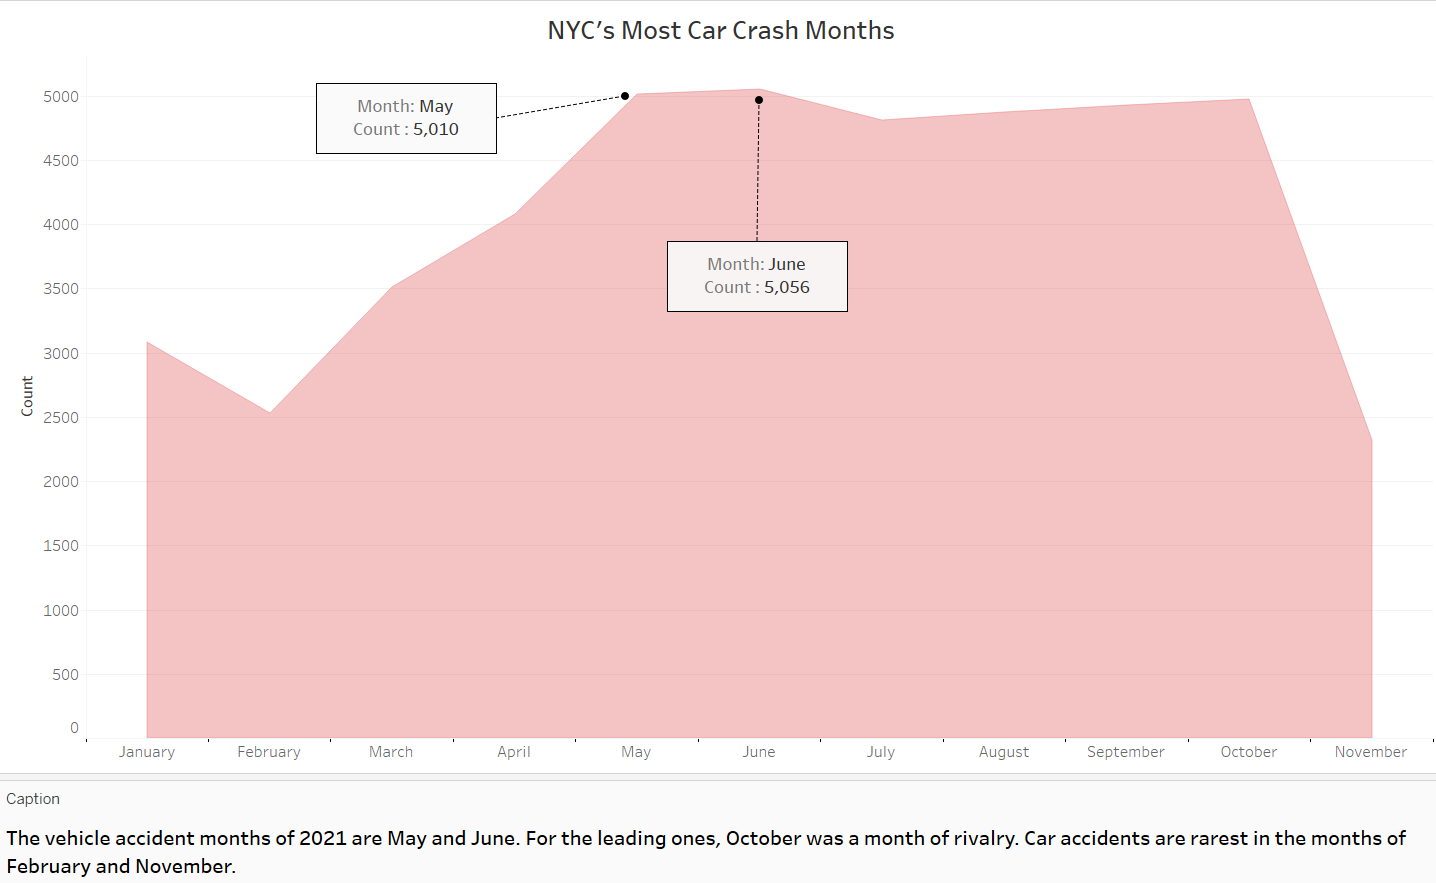 NYC's Most Car Crash Months
Month: May
Count : 5,010
Month: June
Count : 5,056
Count
5000
4500
4000
3500
3000
2500
2000
1500
1000
500
0
January February March April May June July August September October November
Caption
The vehicle accident months of 2021 are May and June. For the leading ones, October was a month of rivalry. Car accidents are rarest in the months of
February and November.